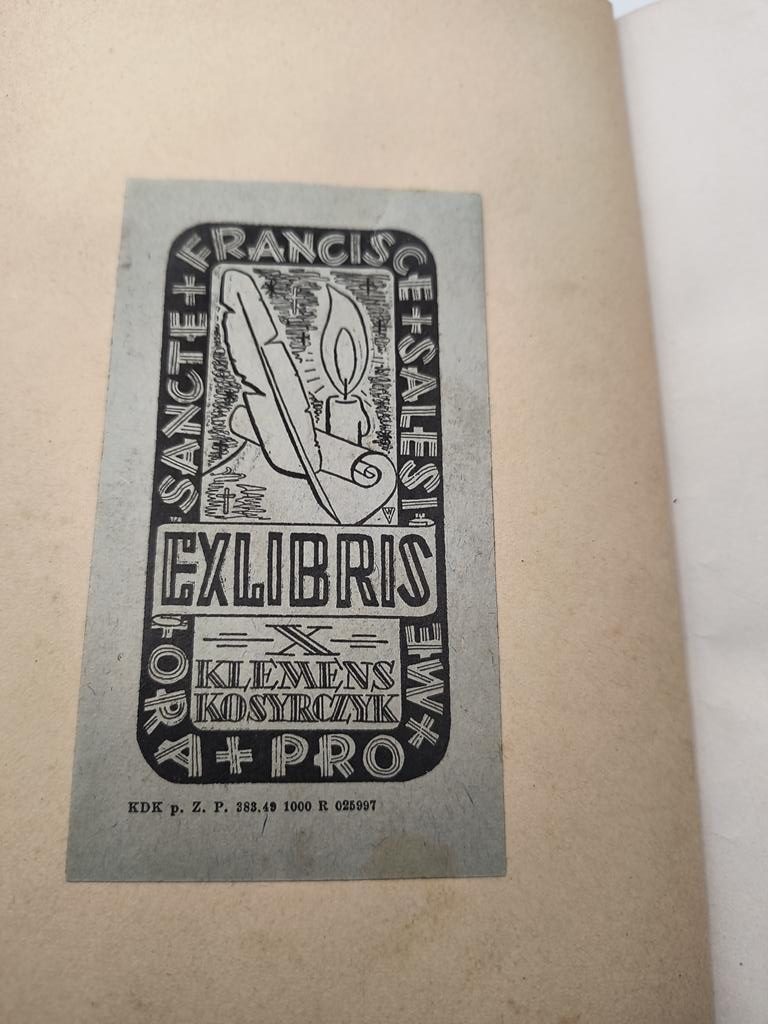 SANCTE + FRANCISCE + SALESI
EXLIBRIS
X
KLEMENS
KOSYRCZYK
ORA + PRO ME +
KDK p. Z. P. 383.49 1000 R 025997